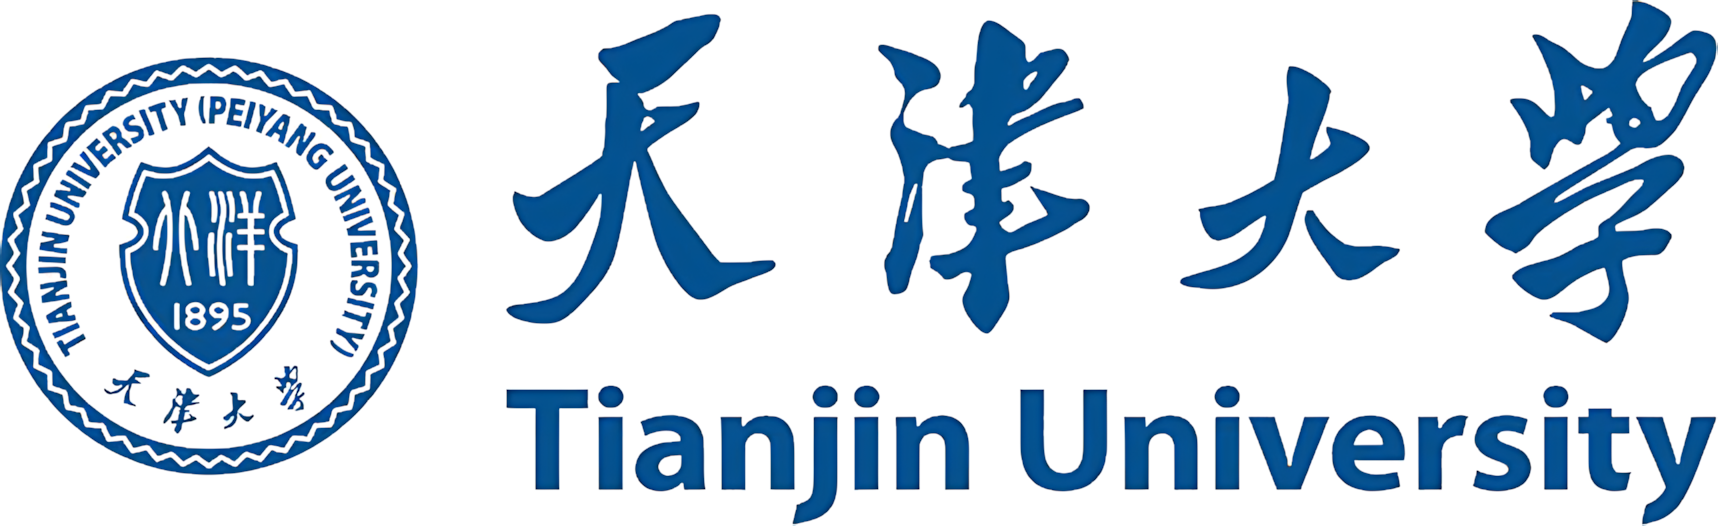 TIANJIN UNIVERSITY (PEIYANG UNIVERSITY)
北洋
1895
天津大学
天津大学
Tianjin University